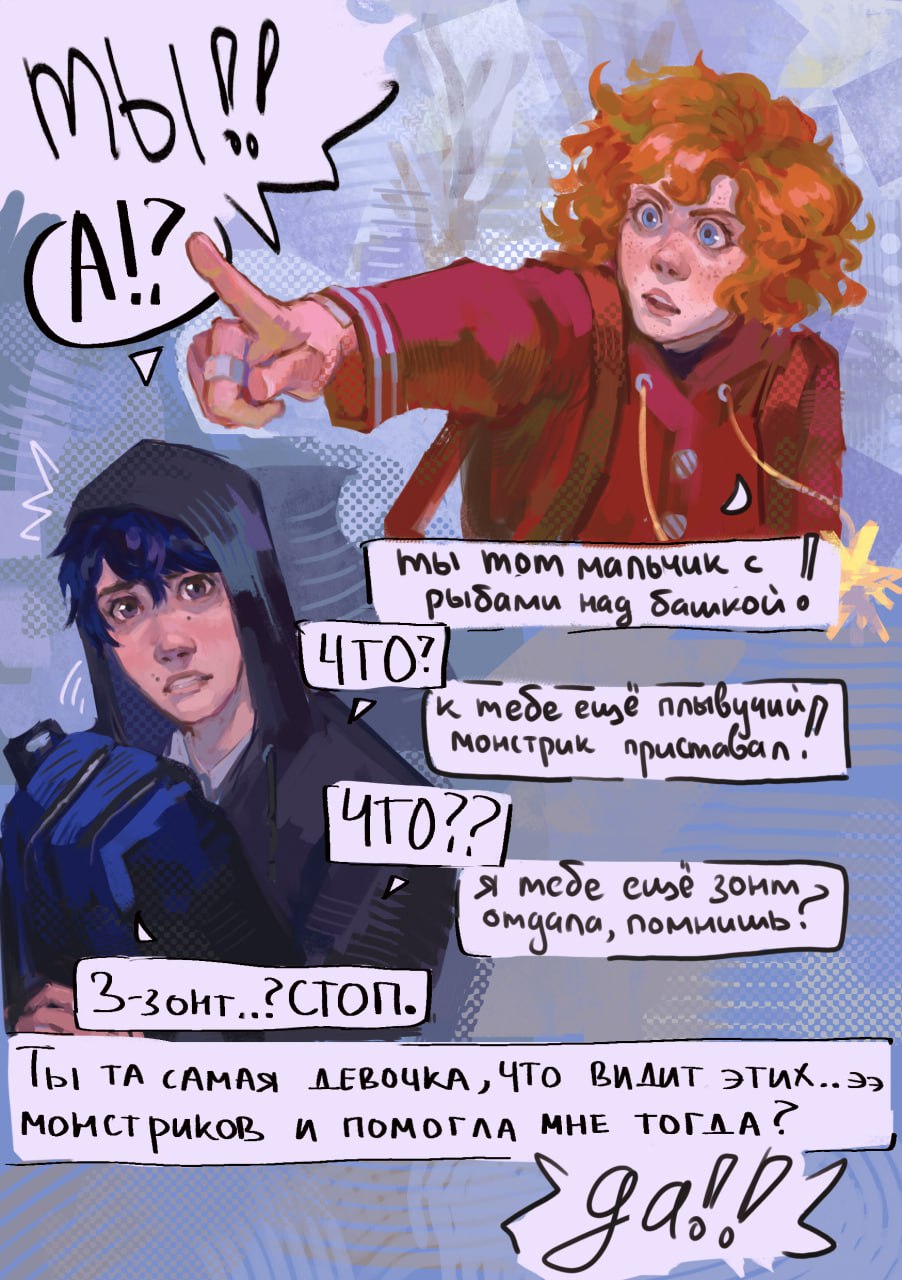 ТЫ!!
А!?
ты тот мальчик с
рыбами над башкой!!
ЧТО?
к тебе ещё плывучий
монстрик приставал!!
ЧТО??
я тебе ещё зонт
отдала, помнишь?
З-зонт..? СТОП.
Ты та самая девочка, что видит этих.. ээ
монстриков и помогла мне тогда?
да!!!